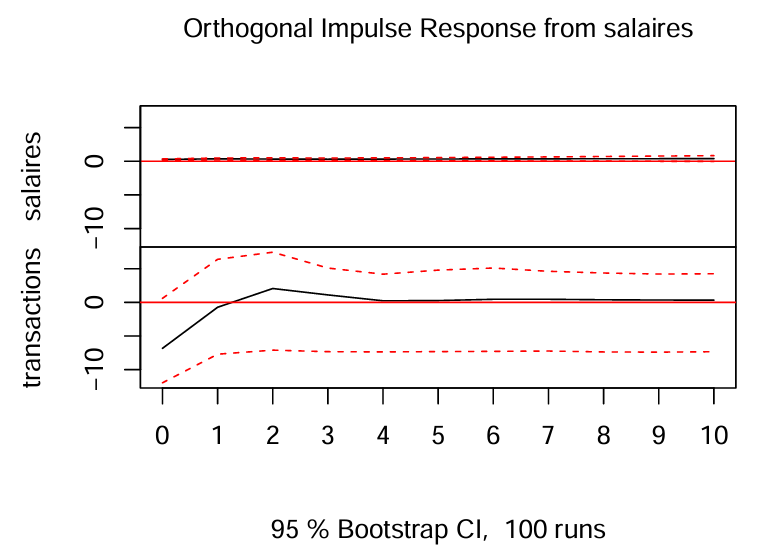 Orthogonal Impulse Response from salaires
salaires
0
−10
transactions
0
−10
0 1 2 3 4 5 6 7 8 9 10
95 % Bootstrap CI, 100 runs